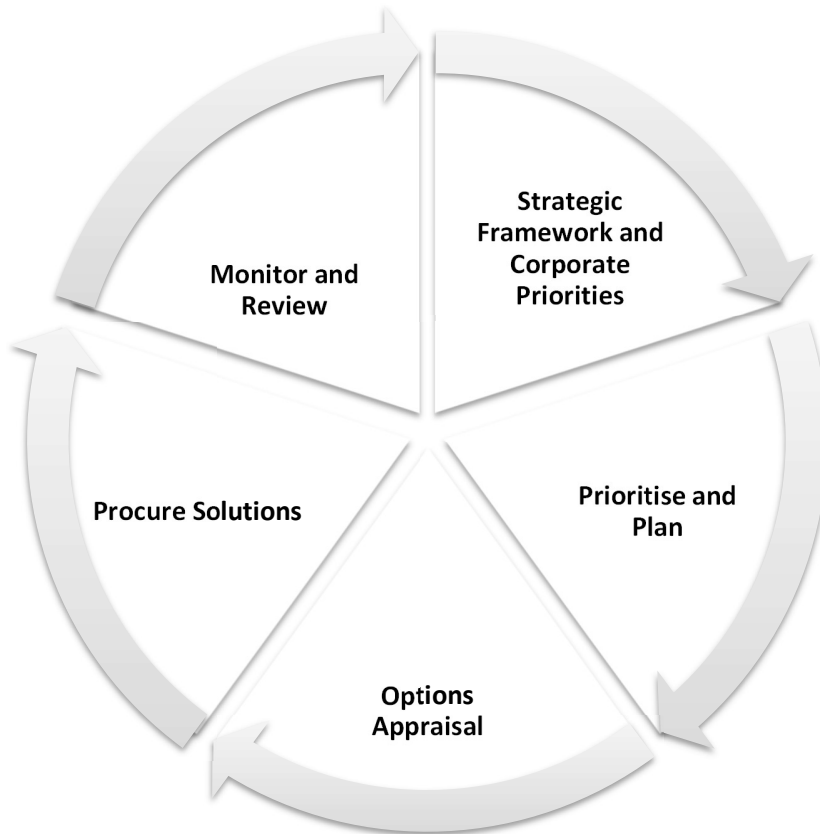 Strategic
Framework and
Corporate
Priorities
Prioritise and
Plan
Options
Appraisal
Procure Solutions
Monitor and
Review